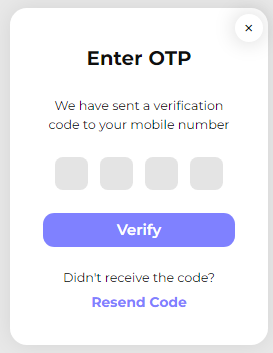 ×
Enter OTP
We have sent a verification
code to your mobile number
Verify
Didn't receive the code?
Resend Code